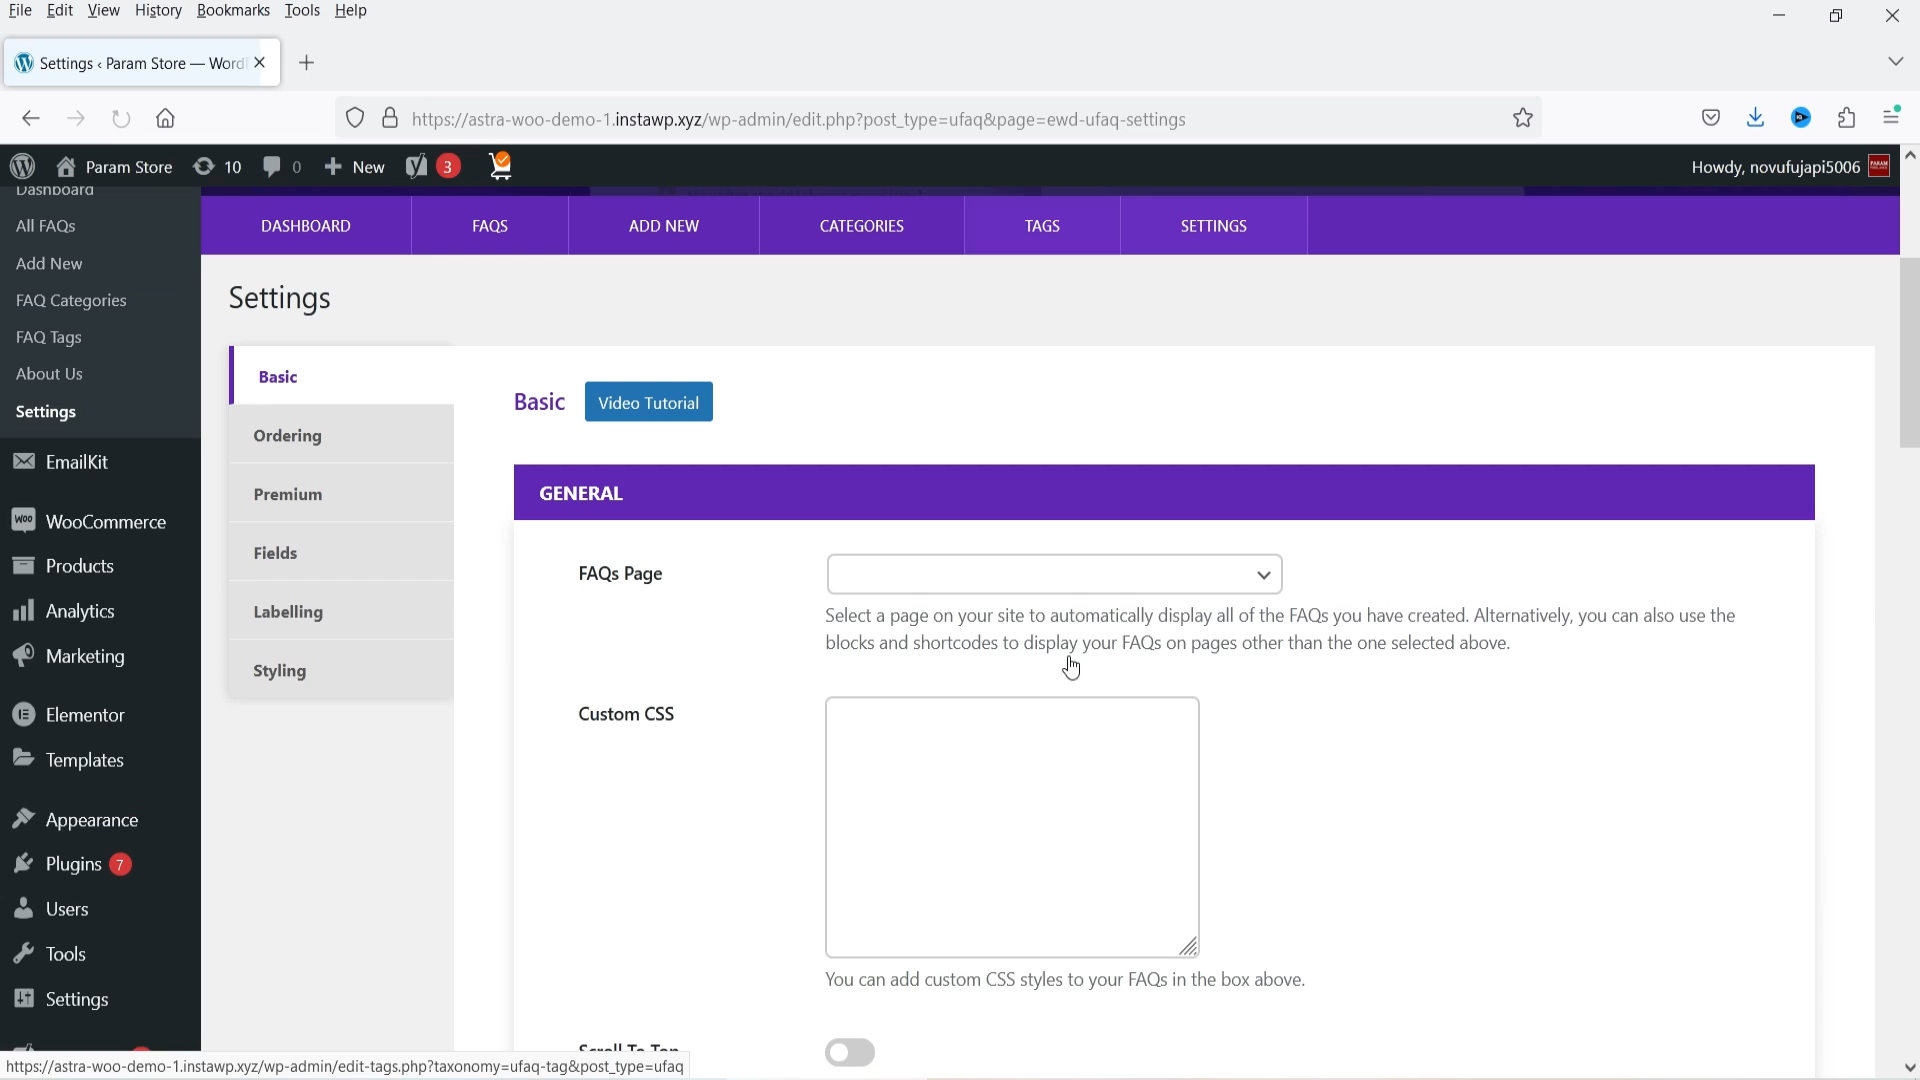 File Edit View History Bookmarks Tools Help
Settings ‹ Param Store — Word
https://astra-woo-demo-1.instawp.xyz/wp-admin/edit.php?post_type=ufaq&page=ewd-ufaq-settings
Param Store 10 0 New 3 Howdy, novufujapi5006
Dashboard
All FAQs
Add New
FAQ Categories
FAQ Tags
About Us
Settings
EmailKit
WooCommerce
Products
Analytics
Marketing
Elementor
Templates
Appearance
Plugins 7
Users
Tools
Settings
DASHBOARD FAQS ADD NEW CATEGORIES TAGS SETTINGS
Settings
Basic
Ordering
Premium
Fields
Labelling
Styling
Basic Video Tutorial
GENERAL
FAQs Page
Select a page on your site to automatically display all of the FAQs you have created. Alternatively, you can also use the
blocks and shortcodes to display your FAQs on pages other than the one selected above.
Custom CSS
You can add custom CSS styles to your FAQs in the box above.
Scroll To Top
https://astra-woo-demo-1.instawp.xyz/wp-admin/edit-tags.php?taxonomy=ufaq-tag&post_type=ufaq